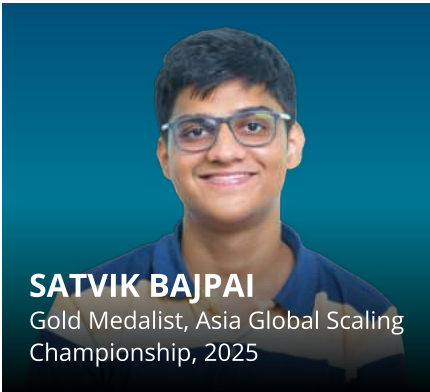 SATVIK BAJPAI
Gold Medalist, Asia Global Scaling
Championship, 2025